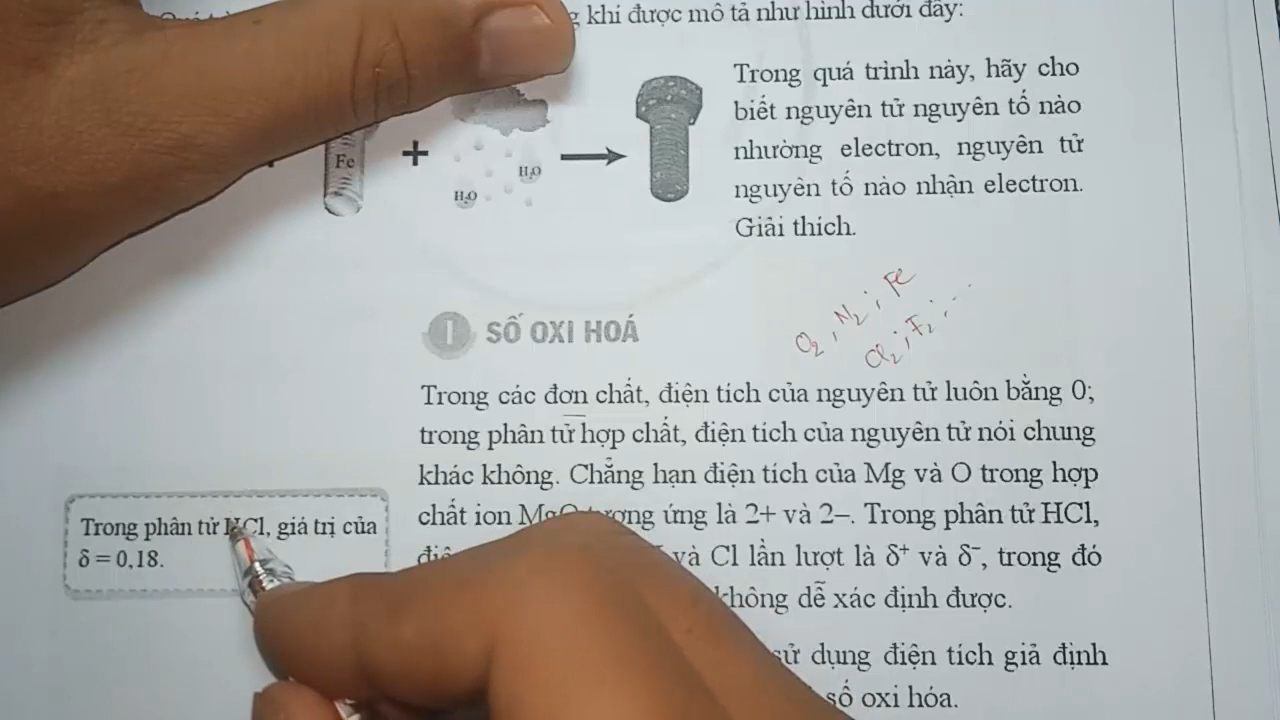 khí được mô tả như hình dưới đây:
Fe
+
H₂O
H₂O
Trong quá trình này, hãy cho
biết nguyên tử nguyên tố nào
nhường electron, nguyên tử
nguyên tố nào nhận electron.
Giải thích.
O₂, N₂; Fe
Cl₂; F₂; ...
I SỐ OXI HOÁ
Trong các đơn chất, điện tích của nguyên tử luôn bằng 0;
trong phân tử hợp chất, điện tích của nguyên tử nói chung
khác không. Chẳng hạn điện tích của Mg và O trong hợp
chất ion MgO tương ứng là 2+ và 2–. Trong phân tử HCl,
và Cl lần lượt là δ⁺ và δ⁻, trong đó
không dễ xác định được.
sử dụng điện tích giả định
số oxi hóa.
Trong phân tử HCl, giá trị của
δ = 0,18.